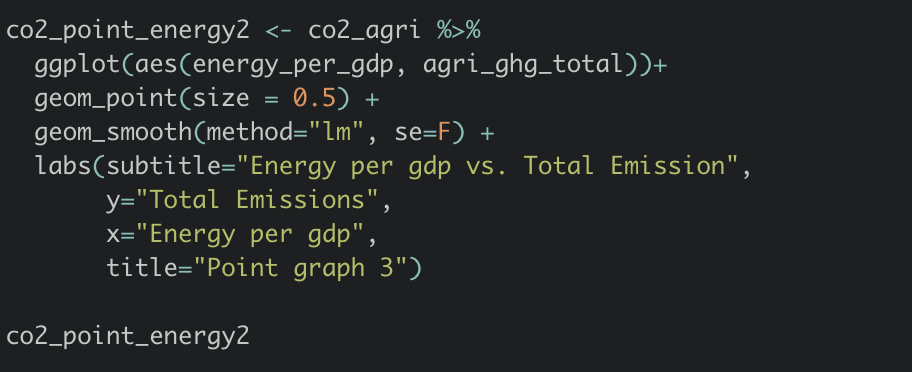 co2_point_energy2 <- co2_agri %>%
  ggplot(aes(energy_per_gdp, agri_ghg_total))+
  geom_point(size = 0.5) +
  geom_smooth(method="lm", se=F) +
  labs(subtitle="Energy per gdp vs. Total Emission",
       y="Total Emissions",
       x="Energy per gdp",
       title="Point graph 3")

co2_point_energy2